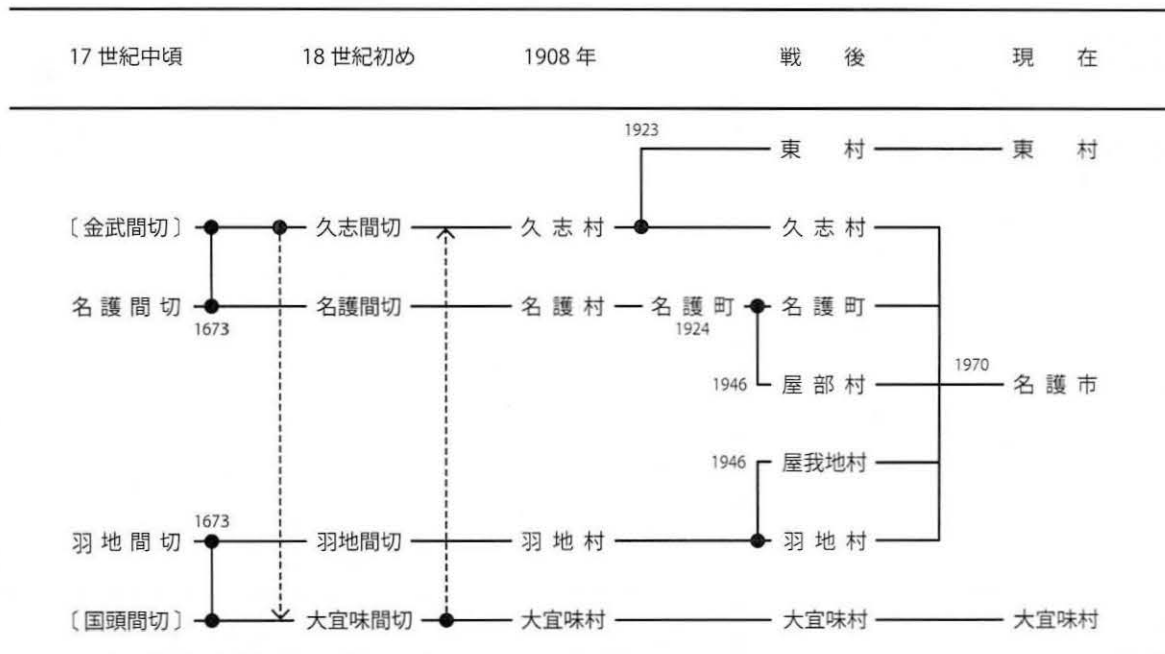 17世紀中頃 18世紀初め 1908年 戦後 現在
1923
東村 東村
〔金武間切〕 久志間切 久志村 久志村
名護間切 名護間切 名護村 名護町 名護町
1673 1924
1970
1946 屋部村 名護市
1946 屋我地村
1673
羽地間切 羽地間切 羽地村 羽地村
〔国頭間切〕 大宜味間切 大宜味村 大宜味村 大宜味村